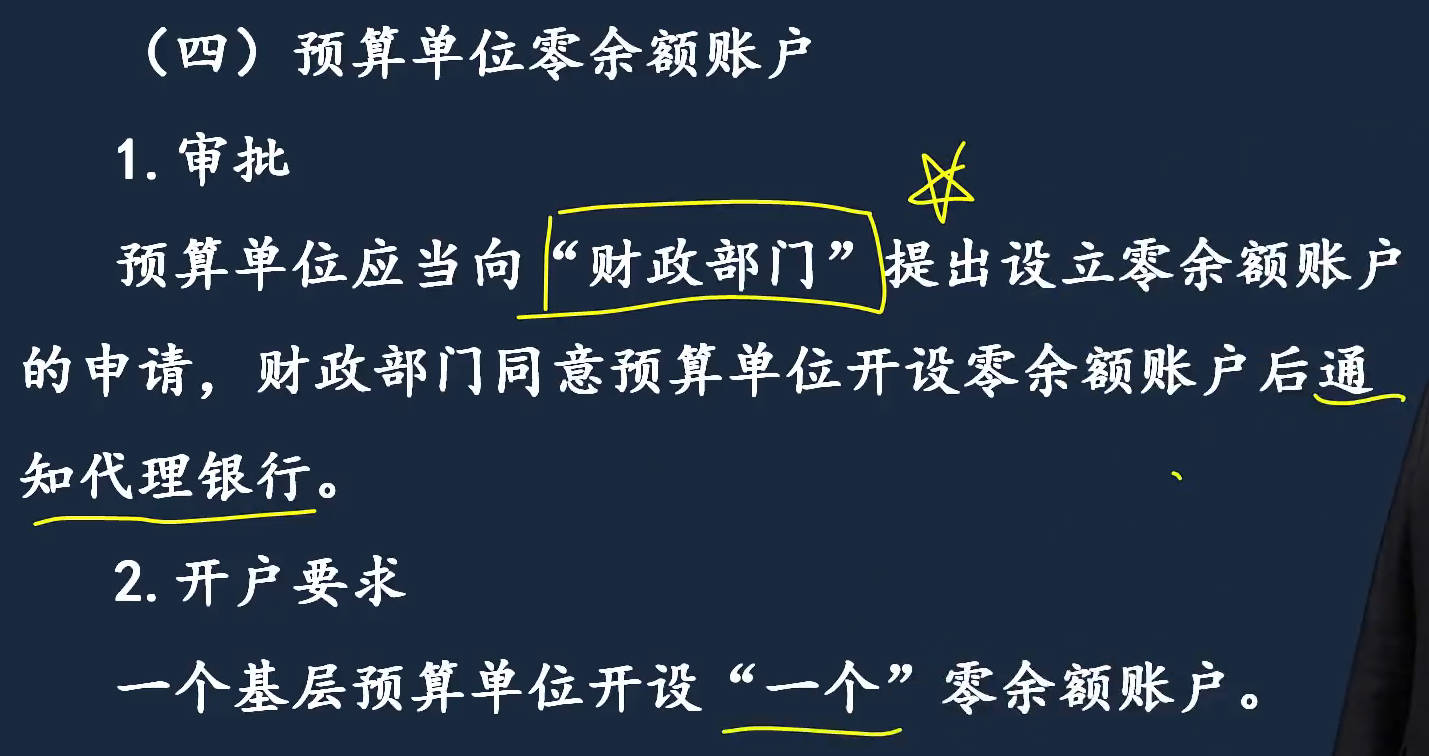 （四）预算单位零余额账户
1.审批
预算单位应当向“财政部门”提出设立零余额账户
的申请，财政部门同意预算单位开设零余额账户后通
知代理银行。
2.开户要求
一个基层预算单位开设“一个”零余额账户。